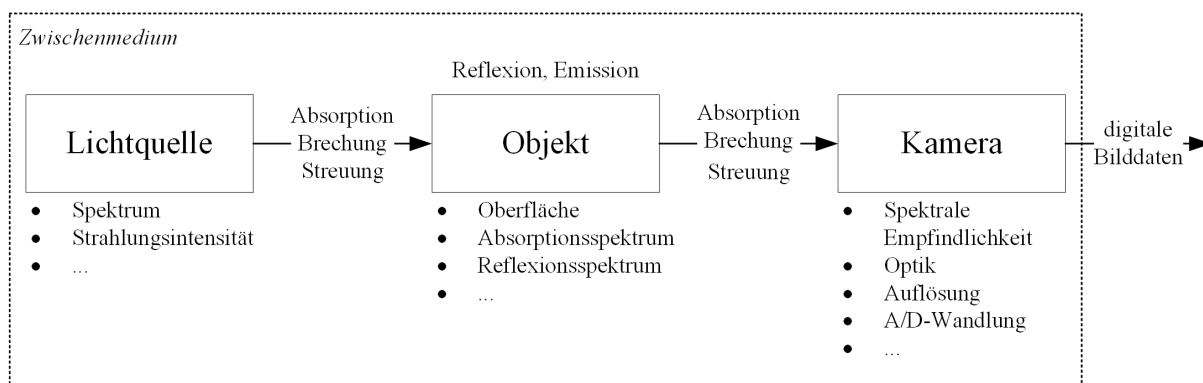 Zwischenmedium
Reflexion, Emission
Lichtquelle
Absorption
Brechung
Streuung
Objekt
Absorption
Brechung
Streuung
Kamera
digitale
Bilddaten
• Spektrum
• Strahlungsintensität
• ...
• Oberfläche
• Absorptionsspektrum
• Reflexionsspektrum
• ...
• Spektrale
Empfindlichkeit
• Optik
• Auflösung
• A/D-Wandlung
• ...